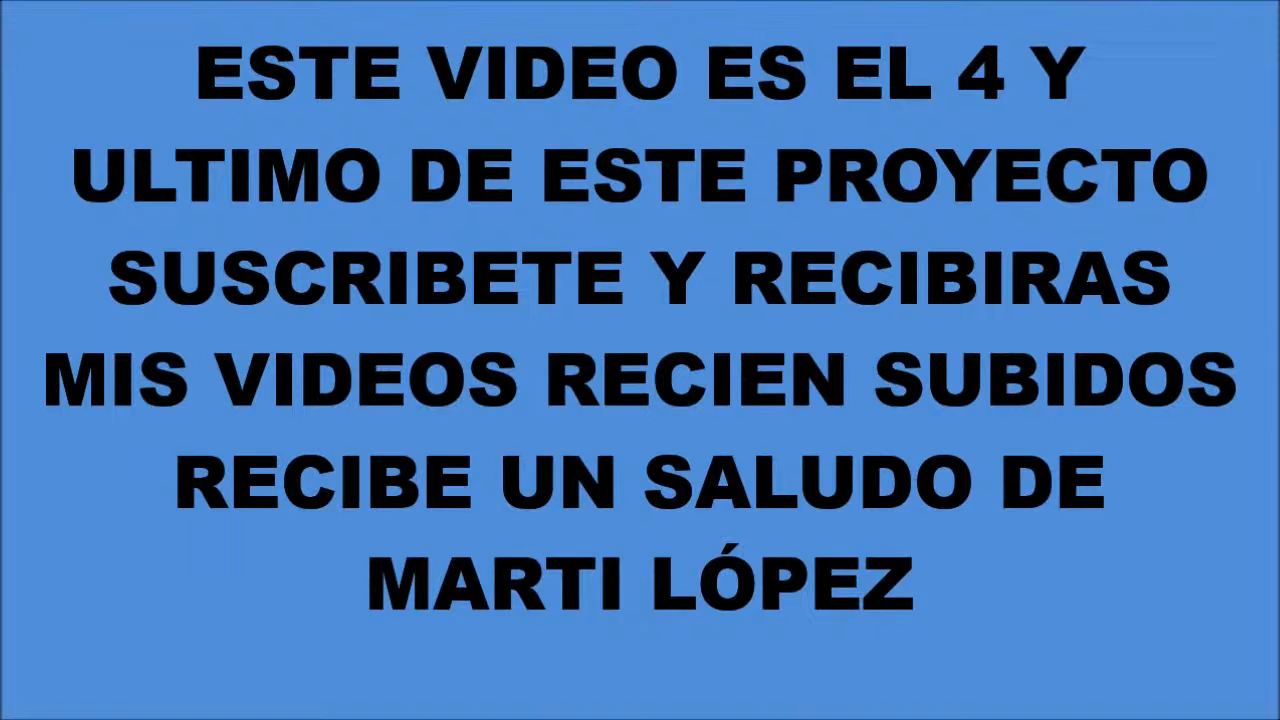 ESTE VIDEO ES EL 4 Y
ULTIMO DE ESTE PROYECTO
SUSCRIBETE Y RECIBIRAS
MIS VIDEOS RECIEN SUBIDOS
RECIBE UN SALUDO DE
MARTI LÓPEZ